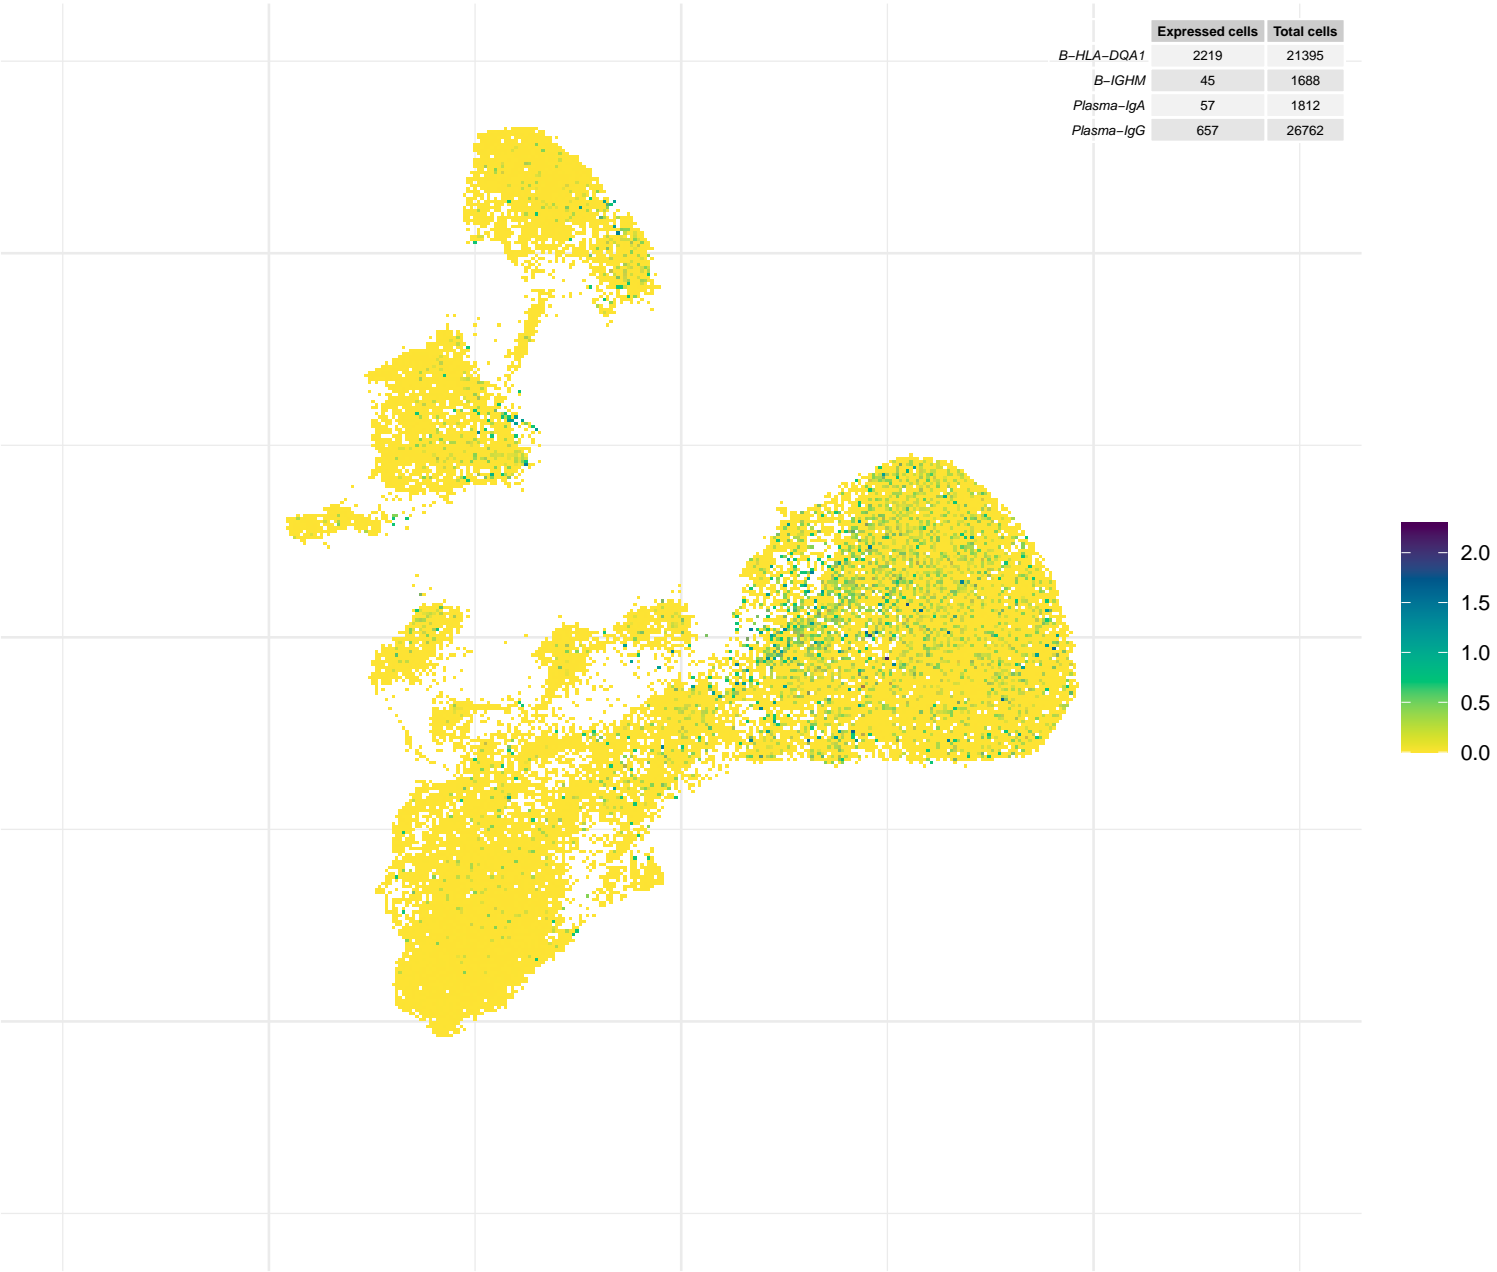 Expressed cells Total cells
B−HLA−DQA1 2219 21395
B−IGHM 45 1688
Plasma−IgA 57 1812
Plasma−IgG 657 26762
2.0
1.5
1.0
0.5
0.0